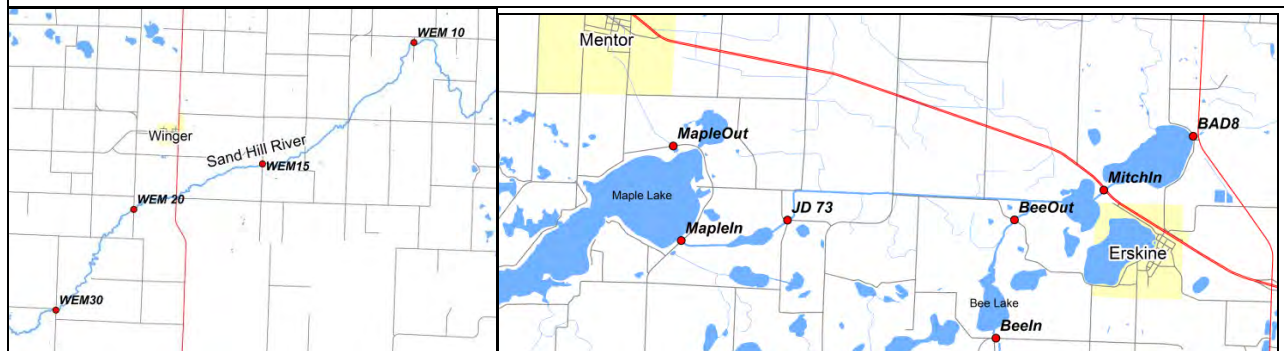 WEM 10
Winger
Sand Hill River
WEM15
WEM 20
WEM30
Mentor
MapleOut
BAD8
MitchIn
Maple Lake
JD 73
BeeOut
MapleIn
Erskine
Bee Lake
BeeIn